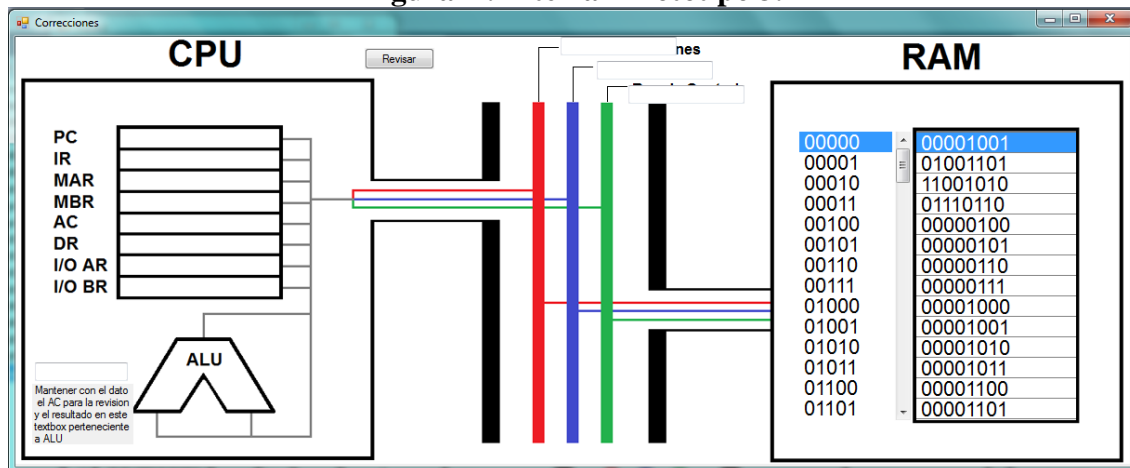 Correcciones
CPU
Revisar
nes
RAM
PC
IR
MAR
MBR
AC
DR
I/O AR
I/O BR
ALU
Mantener con el dato
el AC para la revision
y el resultado en este
textbox perteneciente
a ALU
00000 00001001
00001 01001101
00010 11001010
00011 01110110
00100 00000100
00101 00000101
00110 00000110
00111 00000111
01000 00001000
01001 00001001
01010 00001010
01011 00001011
01100 00001100
01101 00001101